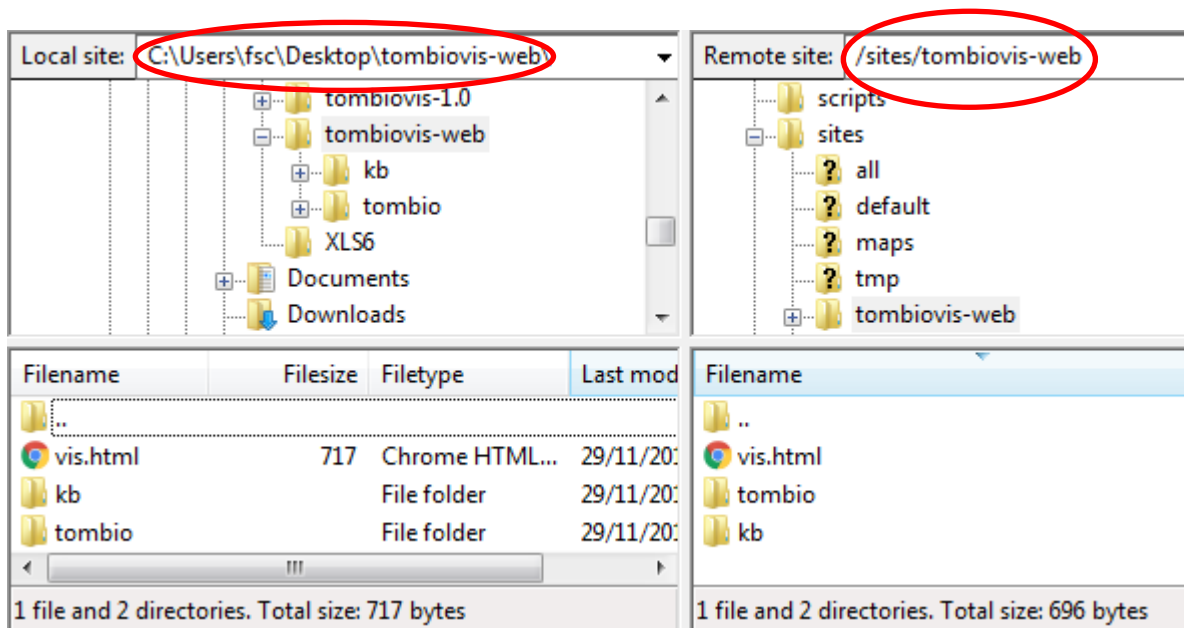 Local site: C:\Users\fsc\Desktop\tombiovis-web\
tombiovis-1.0
tombiovis-web
kb
tombio
XLS6
Documents
Downloads
Filename Filesize Filetype Last mod
..
vis.html 717 Chrome HTML... 29/11/201
kb File folder 29/11/201
tombio File folder 29/11/201
1 file and 2 directories. Total size: 717 bytes
Remote site: /sites/tombiovis-web
scripts
sites
? all
? default
? maps
? tmp
tombiovis-web
Filename
..
vis.html
tombio
kb
1 file and 2 directories. Total size: 696 bytes